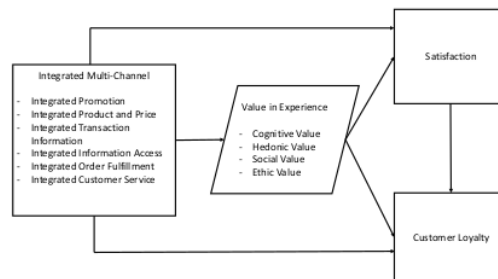 Integrated Multi-Channel
- Integrated Promotion
- Integrated Product and Price
- Integrated Transaction
Information
- Integrated Information Access
- Integrated Order Fulfillment
- Integrated Customer Service
Value in Experience
- Cognitive Value
- Hedonic Value
- Social Value
- Ethic Value
Satisfaction
Customer Loyalty